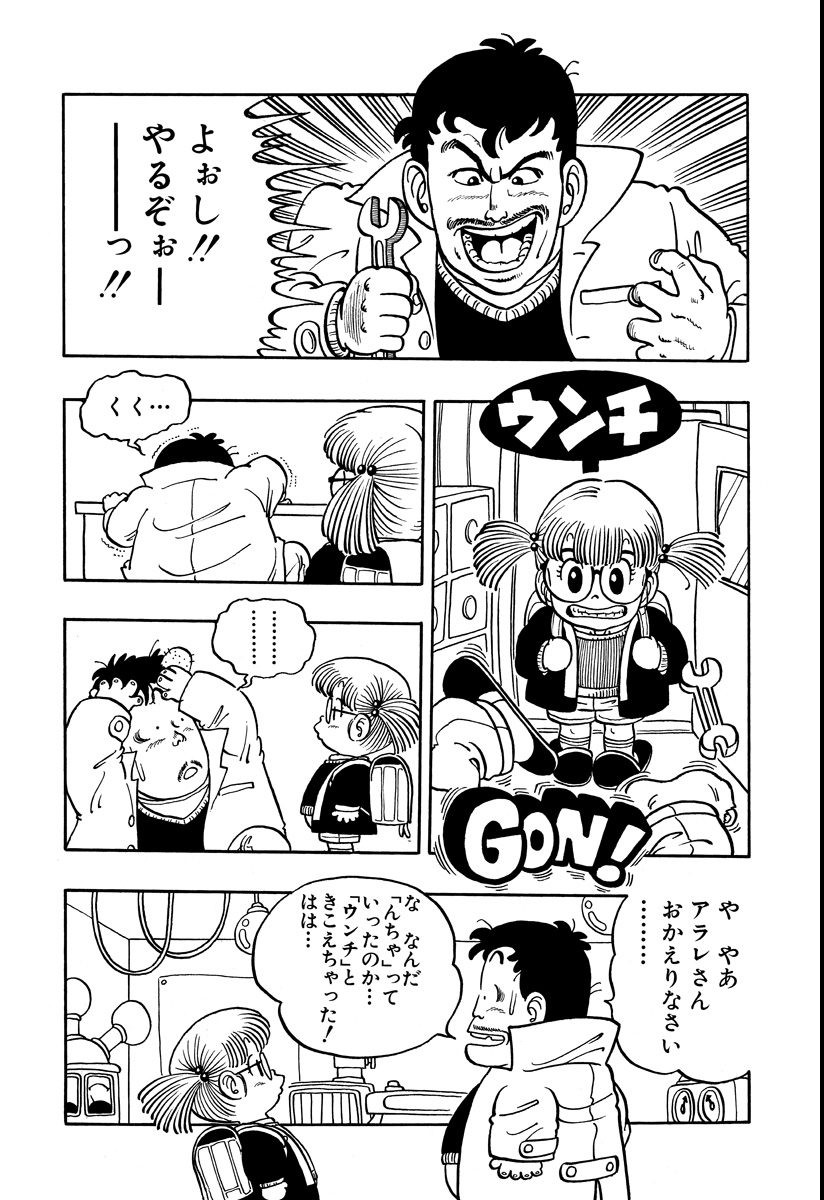 よぉし!!
やるぞぉー
──っ!!
ウンチ
GON!
くく…
………
………
や やあ
アラレさん
おかえりなさい
………
な なんだ
「んちゃ」って
いったのか…
「ウンチ」と
きこえちゃった!
はは…